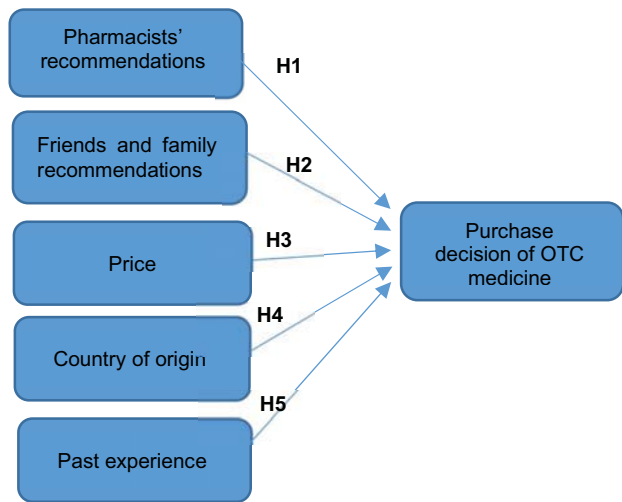 Pharmacists’
recommendations
H1
Friends and family
recommendations
H2
Price
H3
Country of origin
H4
Past experience
H5
Purchase
decision of OTC
medicine